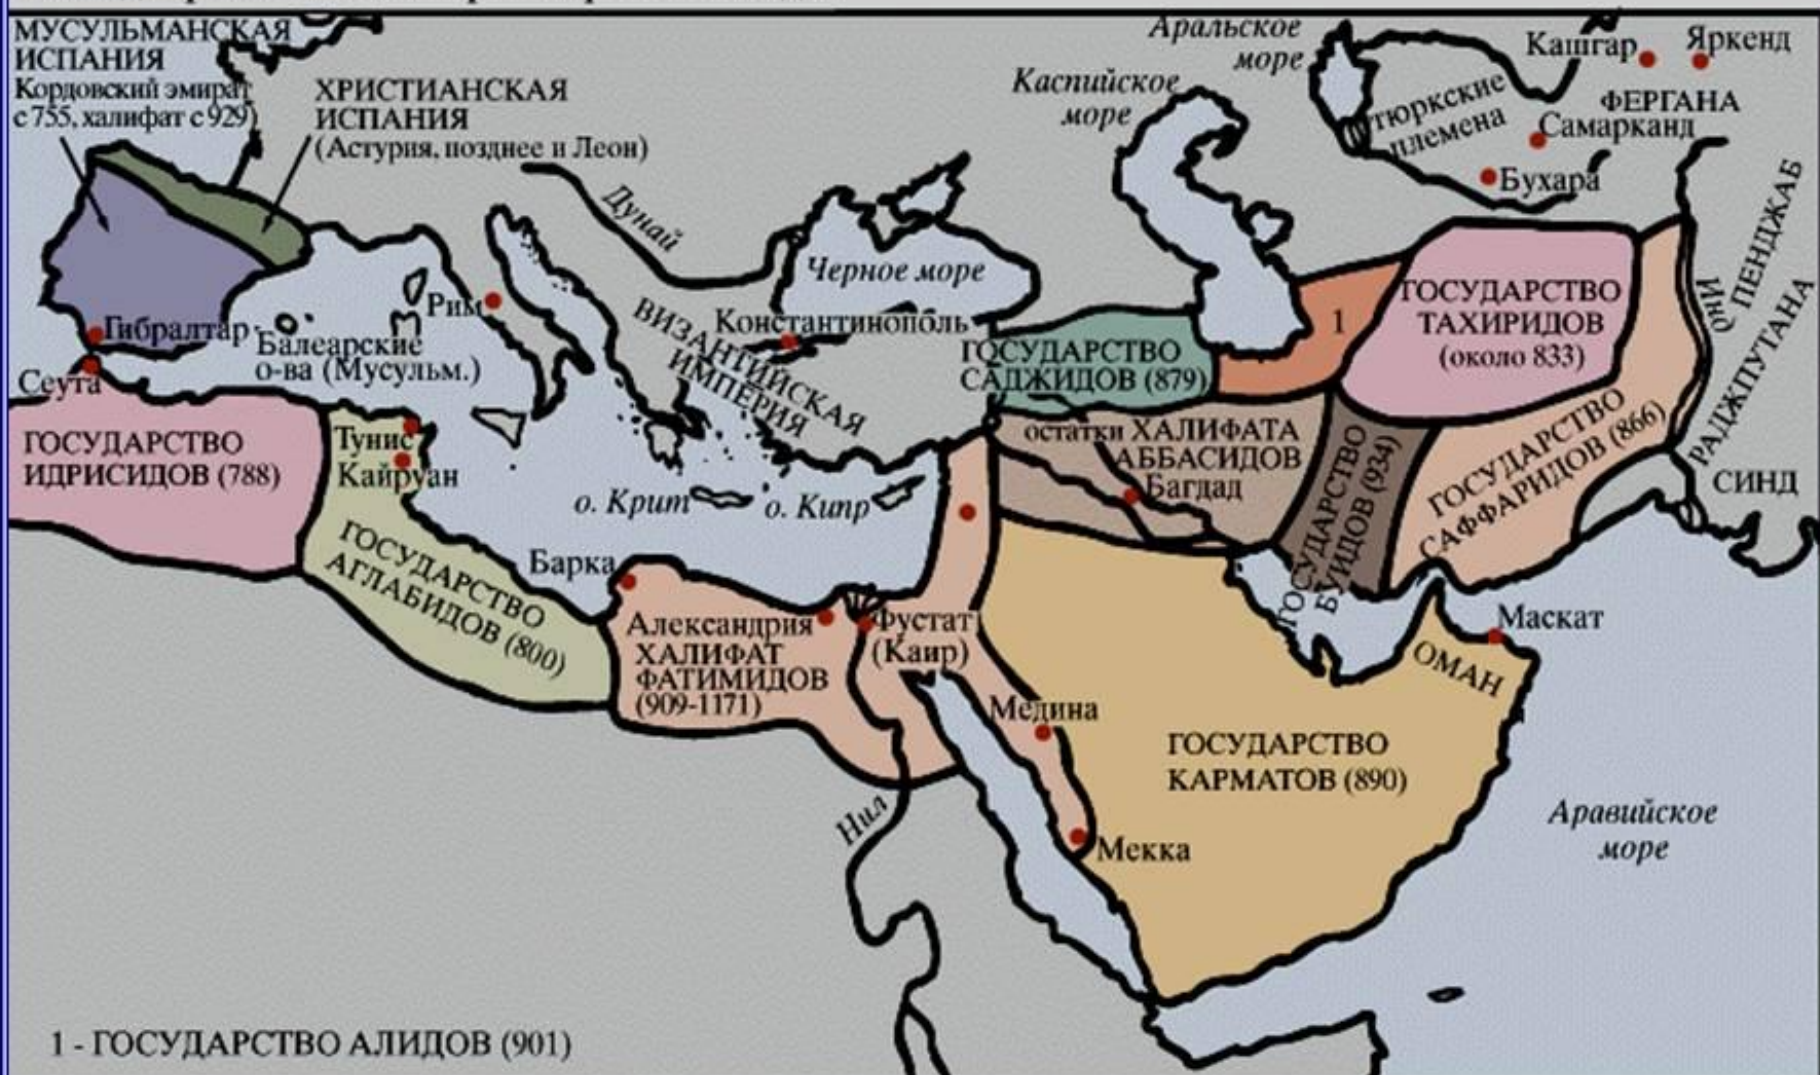 МУСУЛЬМАНСКАЯ
ИСПАНИЯ
Кордовский эмират
с 755, халифат с 929)
ХРИСТИАНСКАЯ
ИСПАНИЯ
(Астурия, позднее и Леон)
Аральское
море
Каспийское
море
Кашгар
Яркенд
тюркские
племена
ФЕРГАНА
Самарканд
Бухара
ПЕНДЖАБ
Инд
РАДЖПУТАНА
СИНД
Дунай
Черное море
Рим
ВИЗАНТИЙСКАЯ
ИМПЕРИЯ
Константинополь
Гибралтар
Балеарские
о-ва (Мусульм.)
Сеута
ГОСУДАРСТВО
САДЖИДОВ (879)
1
ГОСУДАРСТВО
ТАХИРИДОВ
(около 833)
ГОСУДАРСТВО
ИДРИСИДОВ (788)
Тунис
Кайруан
остатки ХАЛИФАТА
АББАСИДОВ
Багдад
ГОСУДАРСТВО
БУИДОВ (934)
ГОСУДАРСТВО
САФФАРИДОВ (866)
о. Крит
о. Кипр
ГОСУДАРСТВО
АГЛАБИДОВ (800)
Барка
Александрия
ХАЛИФАТ
ФАТИМИДОВ
(909-1171)
Фустат
(Каир)
Маскат
ОМАН
Медина
ГОСУДАРСТВО
КАРМАТОВ (890)
Нил
Мекка
Аравийское
море
1 - ГОСУДАРСТВО АЛИДОВ (901)